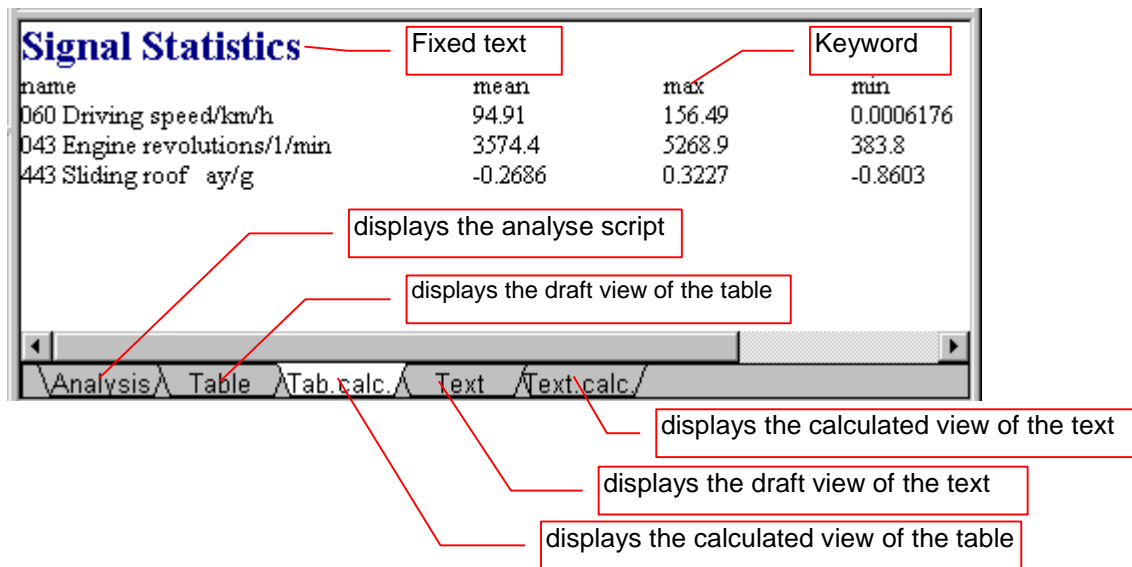 Signal Statistics Fixed text Keyword
name mean max min
060 Driving speed/km/h 94.91 156.49 0.0006176
043 Engine revolutions/1/min 3574.4 5268.9 383.8
443 Sliding roof ay/g -0.2686 0.3227 -0.8603
displays the analyse script
displays the draft view of the table
Analysis Table Tab.calc. Text Text.calc.
displays the calculated view of the text
displays the draft view of the text
displays the calculated view of the table